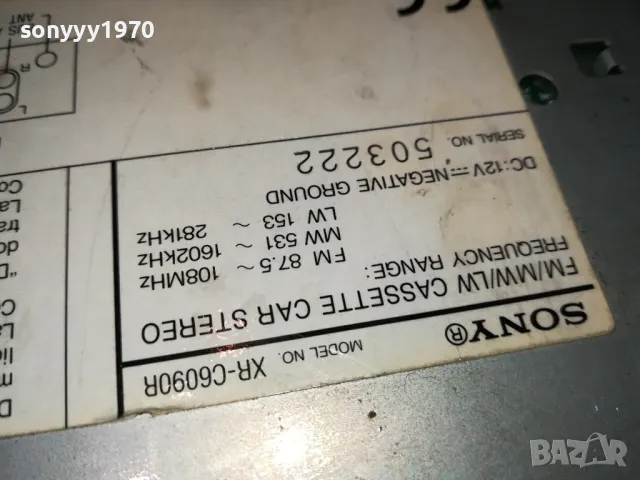 sonyyy1970
SONY®
MODEL NO. XR-C6090R
FM/MW/LW CASSETTE CAR STEREO
FREQUENCY RANGE:
FM 87.5 ~ 108MHz
MW 531 ~ 1602kHz
LW 153 ~ 281kHz
DC:12V NEGATIVE GROUND
SERIAL NO. 503222
ANT
R
L
BAZAR
bg